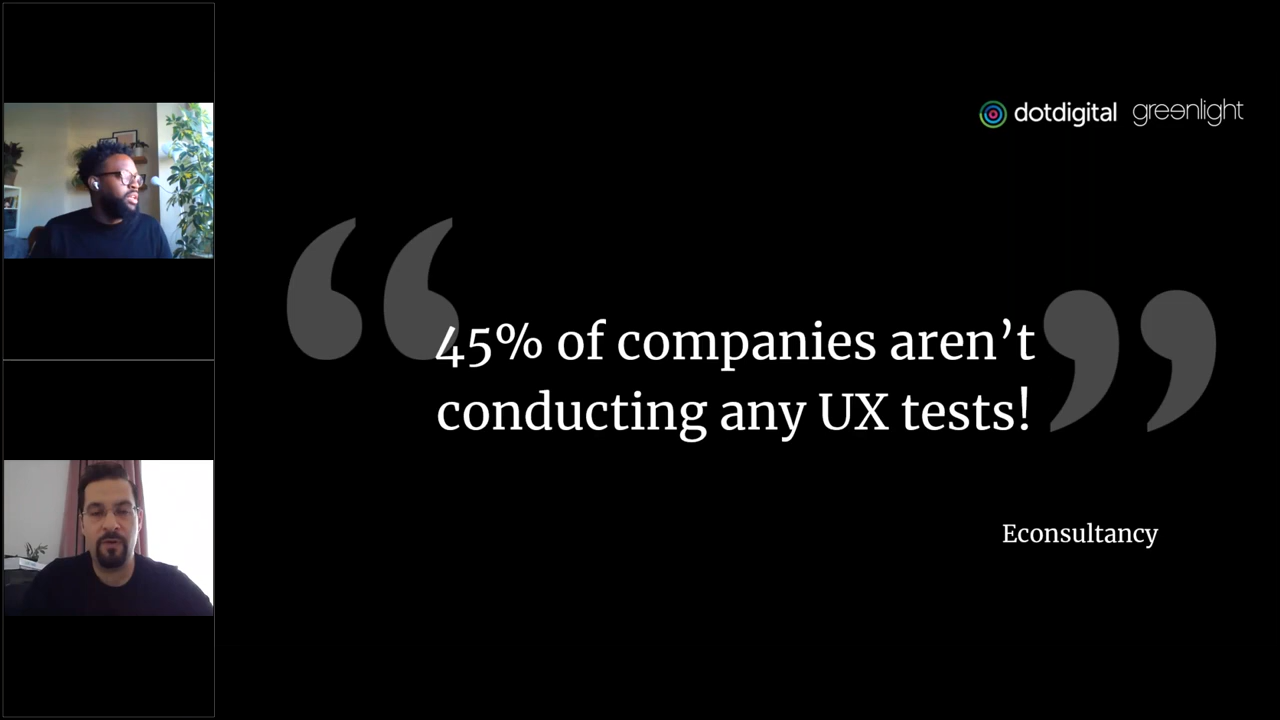 dotdigital greenlight
“45% of companies aren’t
conducting any UX tests!”
Econsultancy